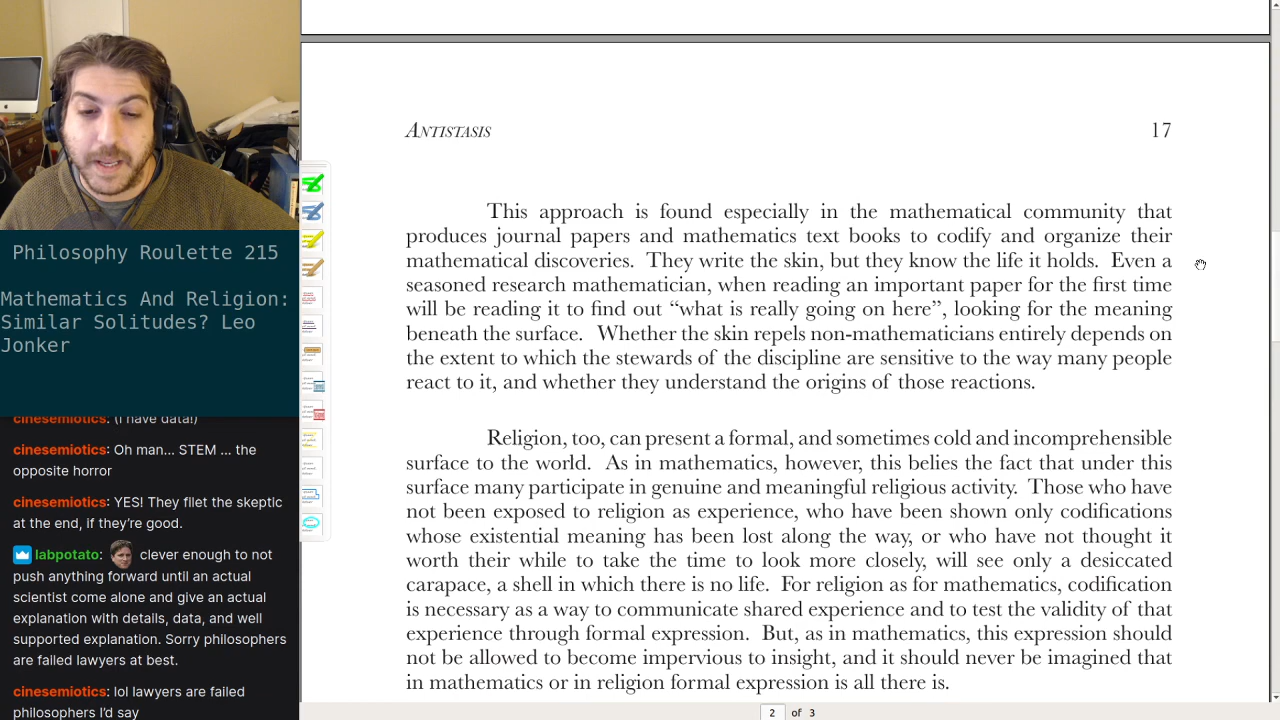 Philosophy Roulette 215
Mathematics And Religion:
Similar Solitudes? Leo
Jonker
cinesemiotics: (I have data!)
cinesemiotics: Oh man... STEM ... the
opposite horror
cinesemiotics: YES! They filet the skeptic
at the end, if they're good.
labpotato: clever enough to not
push anything forward until an actual
scientist come alone and give an actual
explanation with details, data, and well
supported explanation. Sorry philosophers
are falled lawyers at best.
cinesemiotics: lol lawyers are failed
philosophers I'd say
ANTISTASIS 17
This approach is found especially in the mathematical community that
produces journal papers and mathematics text books to codify and organize their
mathematical discoveries. They write the skin, but they know the life it holds. Even a
seasoned research mathematician, when reading an important paper for the first time
will be reading it to find out "what is really going on here", looking for the meaning
beneath the surface. Whether the skin repels non-mathematicians largely depends on
the extent to which the stewards of the discipline are sensitive to the way many people
react to it, and whether they understand the origins of those reactions.
Religion, too, can present a formal, and sometimes cold and incomprehensible
surface to the world. As in mathematics, however, this belies the fact that under the
surface many participate in genuine and meaningful religious activity. Those who have
not been exposed to religion as experience, who have been shown only codifications
whose existential meaning has been lost along the way, or who have not thought it
worth their while to take the time to look more closely, will see only a desiccated
carapace, a shell in which there is no life. For religion as for mathematics, codification
is necessary as a way to communicate shared experience and to test the validity of that
experience through formal expression. But, as in mathematics, this expression should
not be allowed to become impervious to insight, and it should never be imagined that
in mathematics or in religion formal expression is all there is.
2 of 3